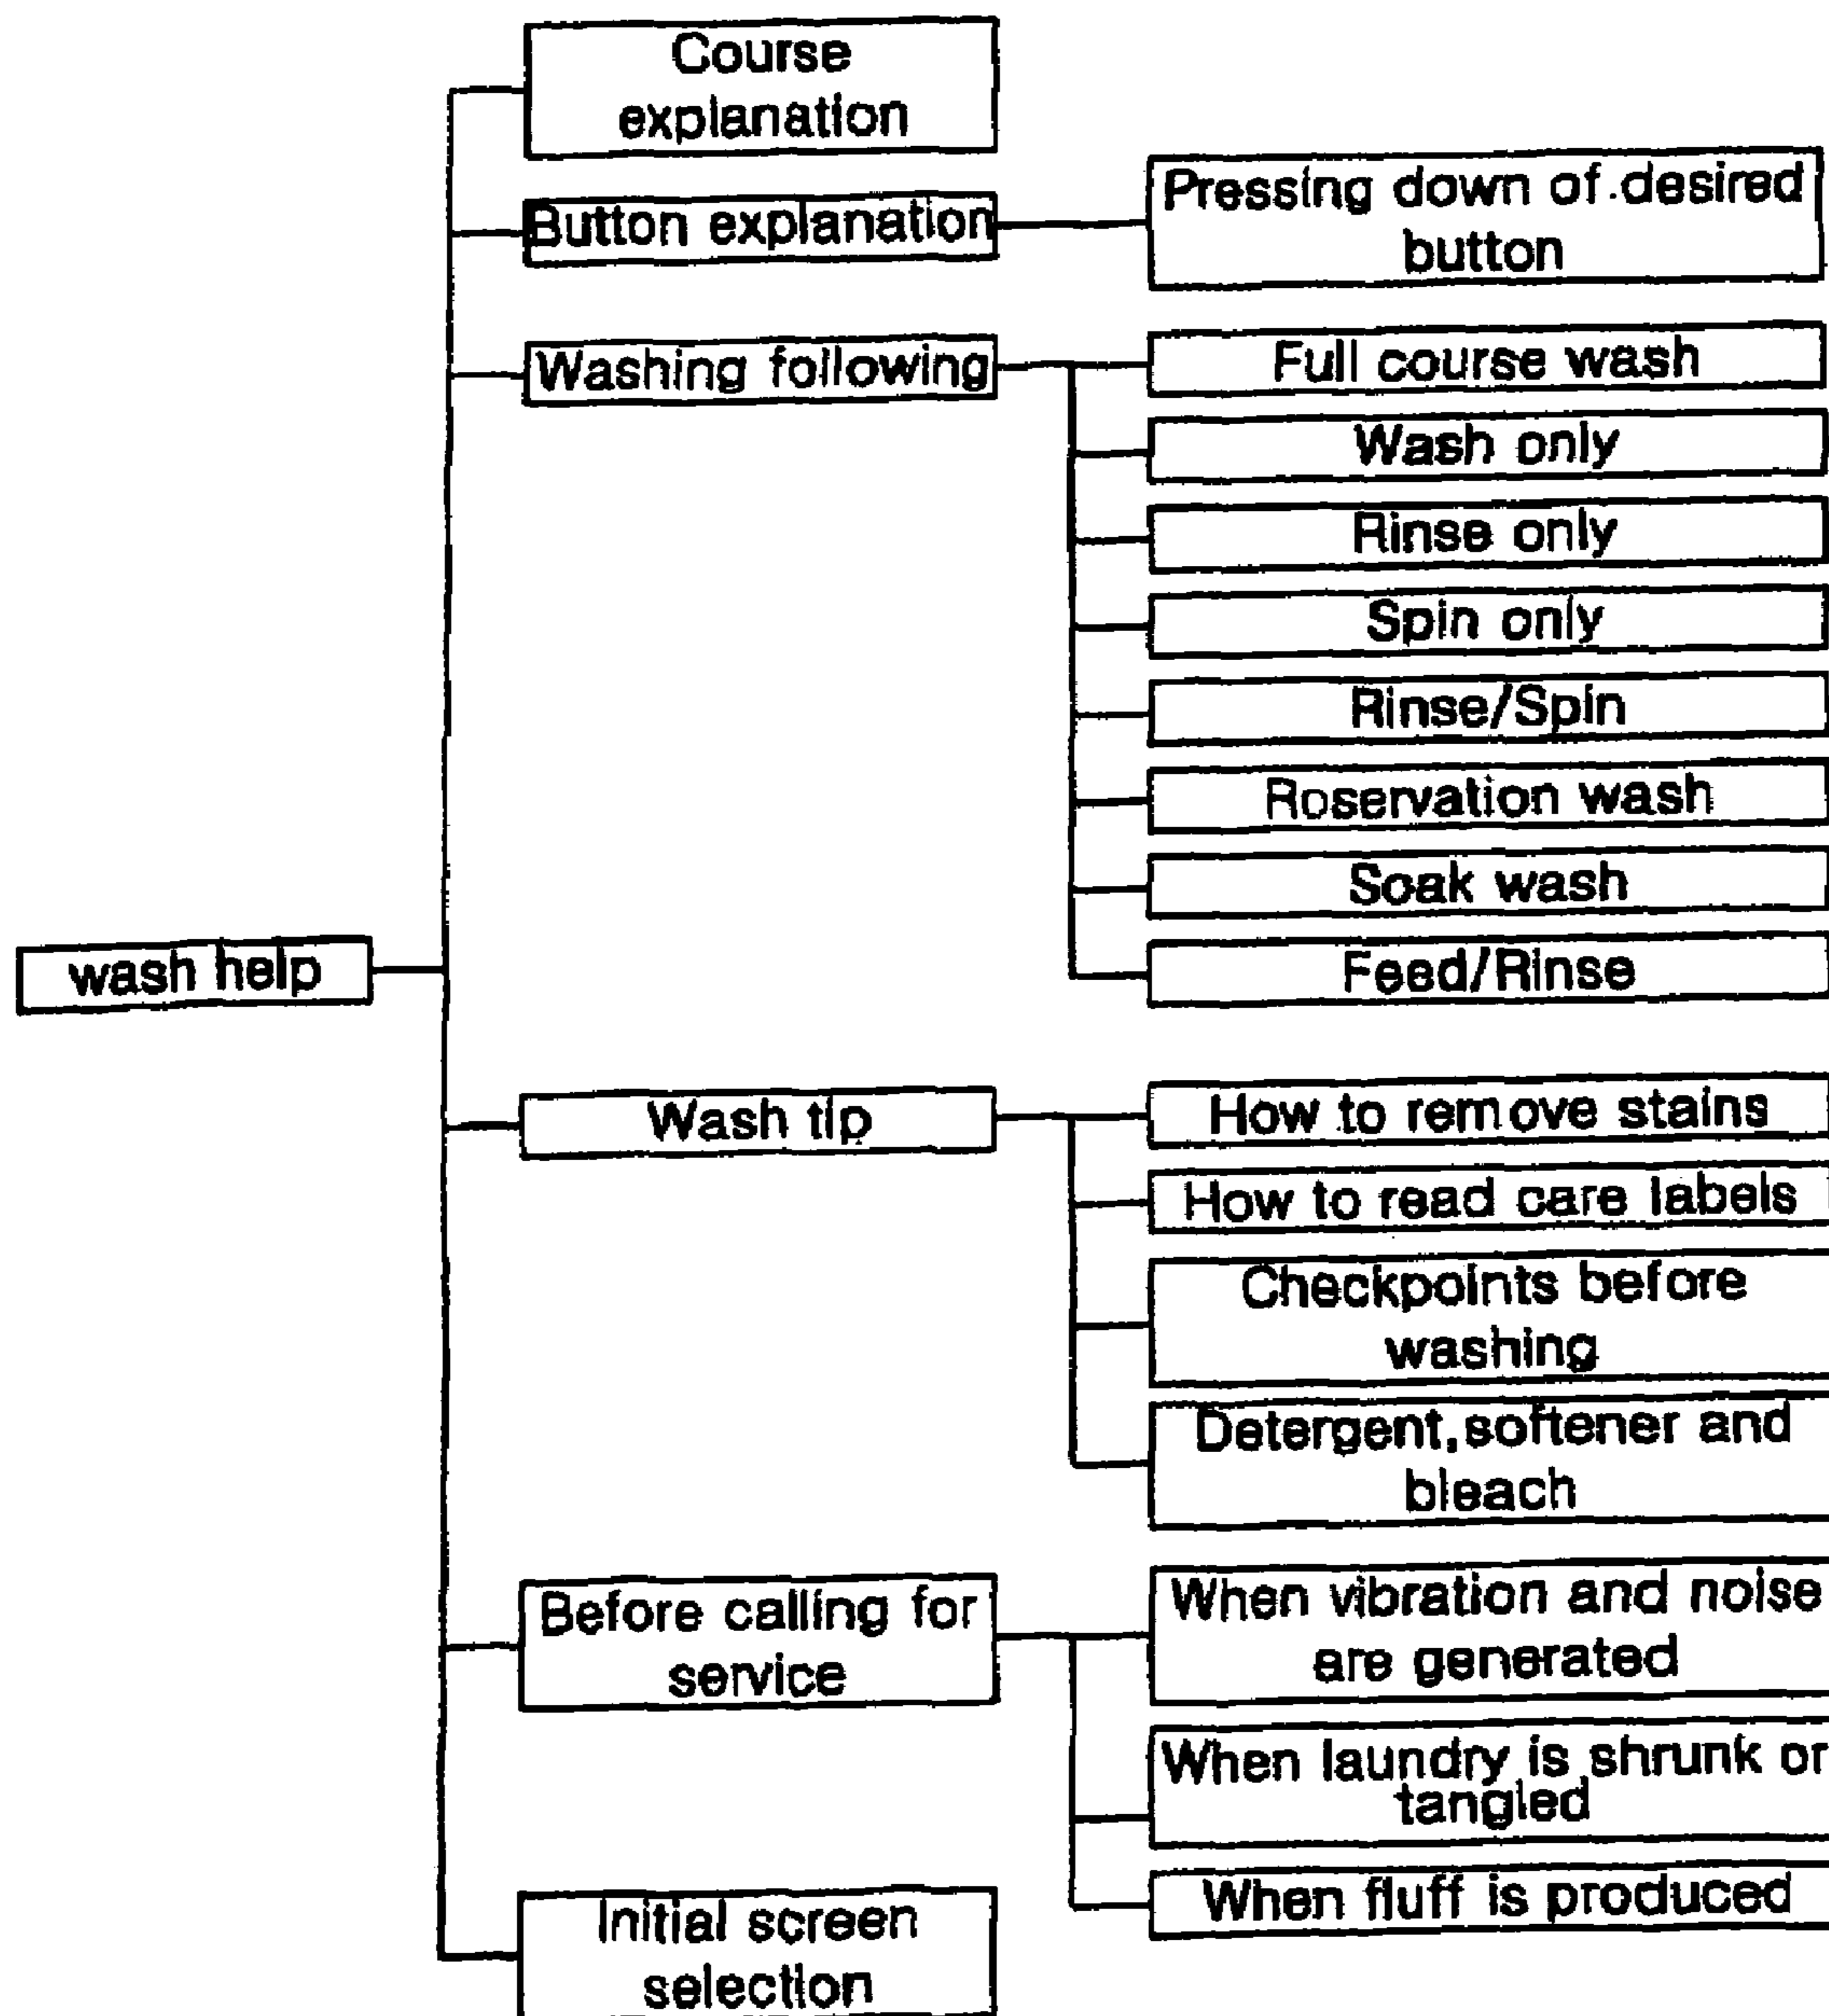 Course
explanation
Button explanation
Pressing down of desired
button
Washing following
Full course wash
Wash only
Rinse only
Spin only
Rinse/Spin
Roservation wash
Soak wash
Feed/Rinse
wash help
Wash tip
How to remove stains
How to read care labels
Checkpoints before
washing
Detergent,softener and
bleach
Before calling for
service
When vibration and noise
are generated
When laundry is shrunk or
tangled
When fluff is produced
Initial screen
selection